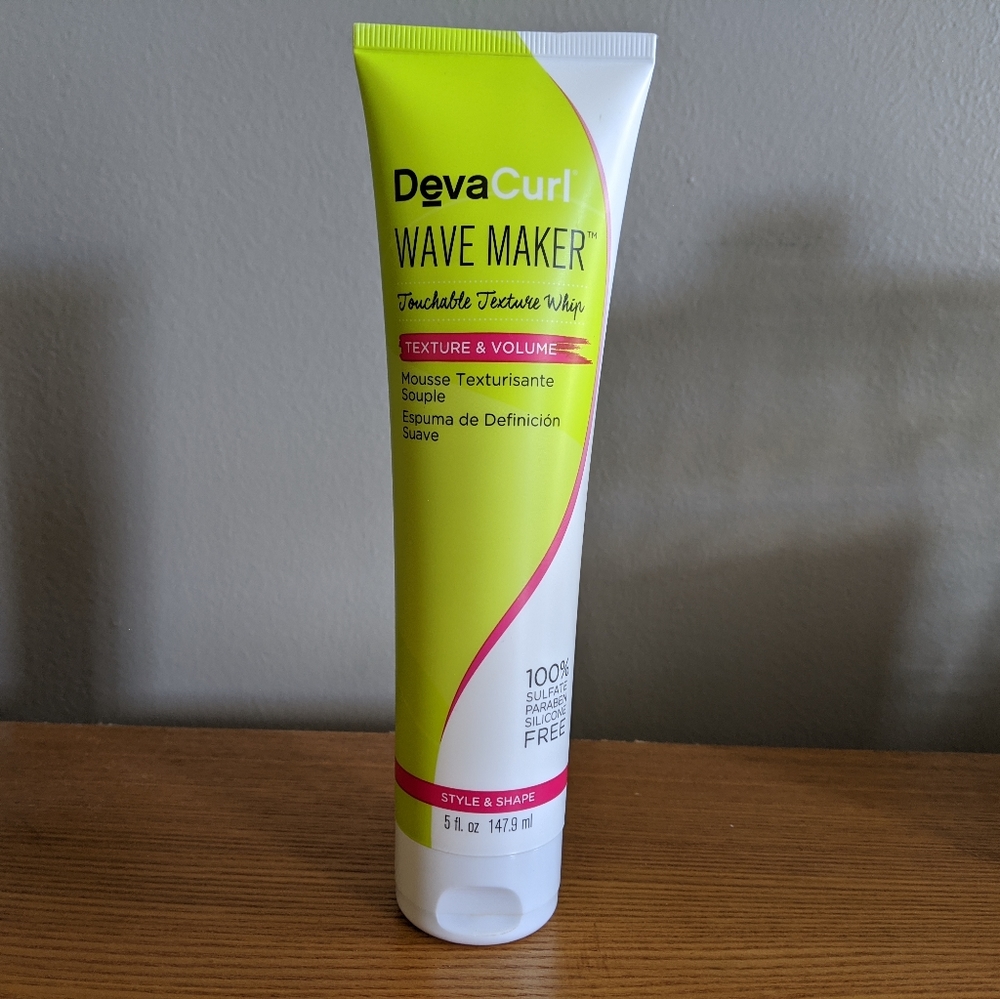 DevaCurl
WAVE MAKER™
Touchable Texture Whip
TEXTURE & VOLUME
Mousse Texturisante
Souple
Espuma de Definición
Suave
100%
SULFATE
PARABEN
SILICONE
FREE
STYLE & SHAPE
5 fl. oz 147.9 ml